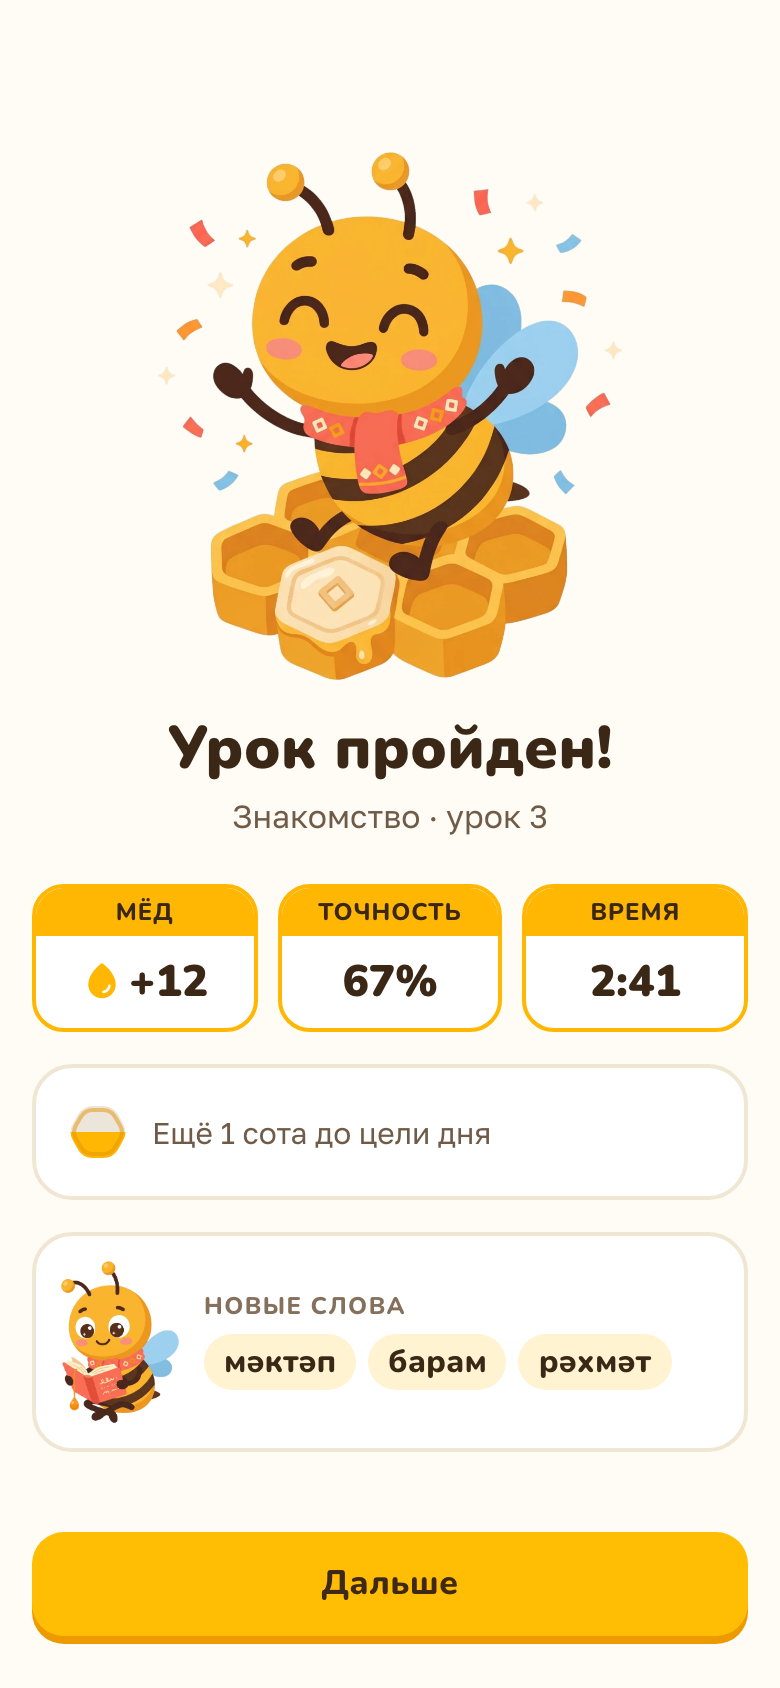 Урок пройден!
Знакомство · урок 3
МЁД
ТОЧНОСТЬ
ВРЕМЯ
+12
67%
2:41
Ещё 1 сота до цели дня
НОВЫЕ СЛОВА
мәктәп барам рәхмәт
Дальше